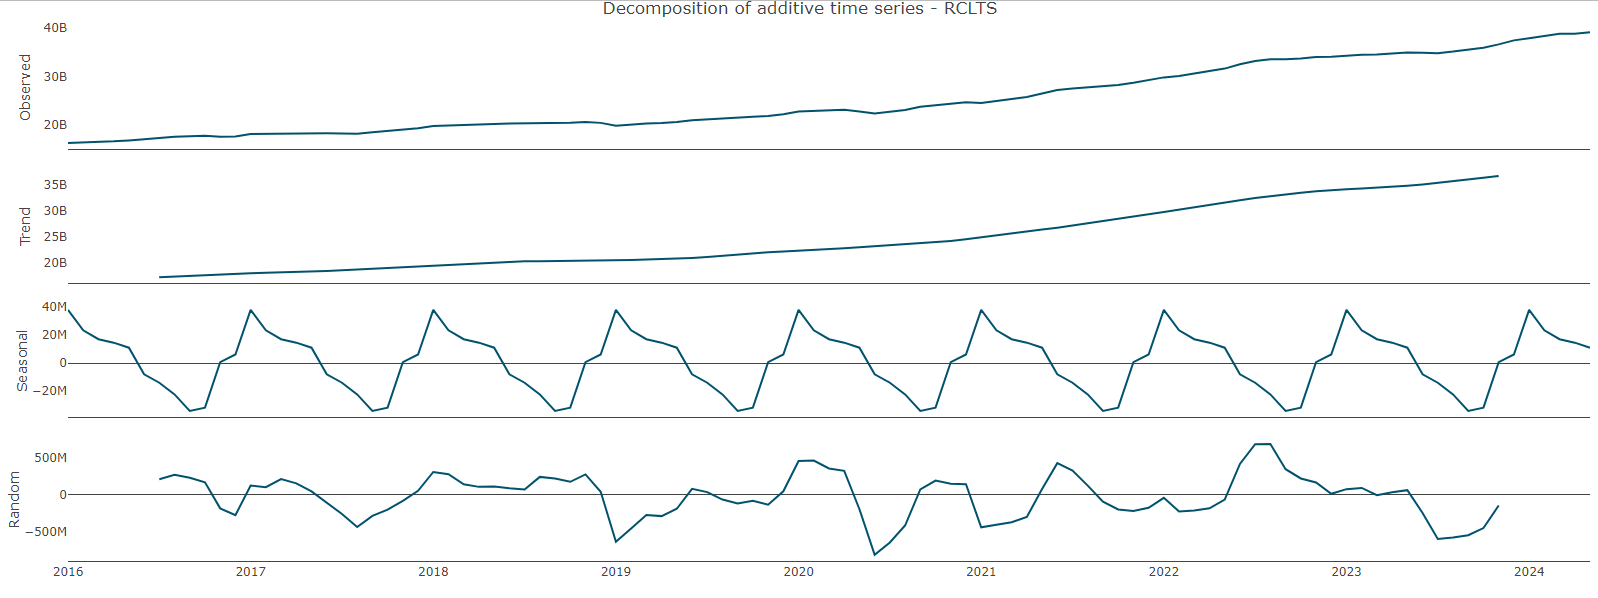 Decomposition of additive time series - RCLTS
Observed
40B
30B
20B
Trend
35B
30B
25B
20B
Seasonal
40M
20M
0
−20M
Random
500M
0
−500M
2016 2017 2018 2019 2020 2021 2022 2023 2024